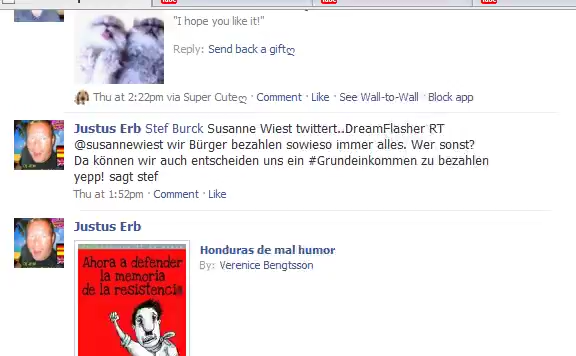 "I hope you like it!"
Reply: Send back a giftღ
Thu at 2:22pm via Super Cuteღ · Comment · Like · See Wall-to-Wall · Block app
Justus Erb Stef Burck Susanne Wiest twittert..DreamFlasher RT
@susannewiest wir Bürger bezahlen sowieso immer alles. Wer sonst?
Da können wir auch entscheiden uns ein #Grundeinkommen zu bezahlen
yepp! sagt stef
Thu at 1:52pm · Comment · Like
Justus Erb
Honduras de mal humor
By: Verenice Bengtsson
Ahora a defender
la memoria
de la resistencia